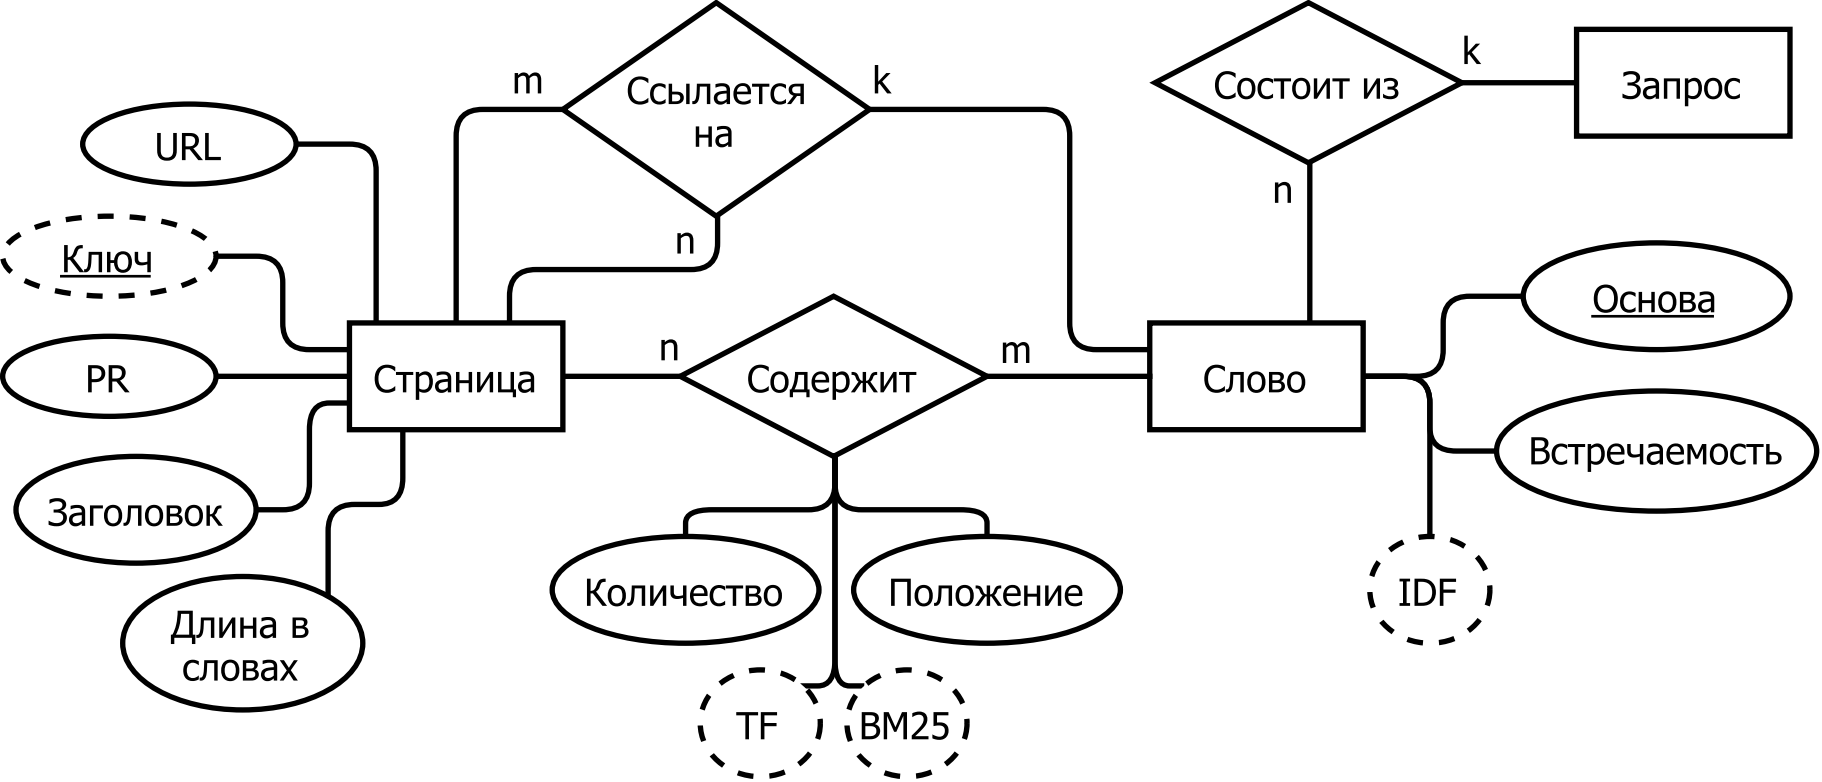 Ссылается
на
m
k
n
Состоит из
k
n
Запрос
URL
Ключ
PR
Заголовок
Длина в
словах
Страница
n
Содержит
m
Слово
Основа
Встречаемость
IDF
Количество
Положение
TF
BM25